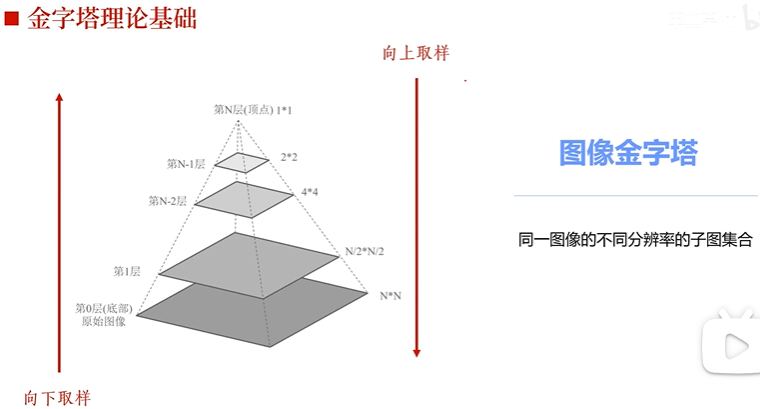 金字塔理论基础
向上取样
第N层(顶点) 1*1
第N-1层
2*2
第N-2层
4*4
图像金字塔
同一图像的不同分辨率的子图集合
N/2*N/2
第1层
N*N
第0层(底部)
原始图像
向下取样